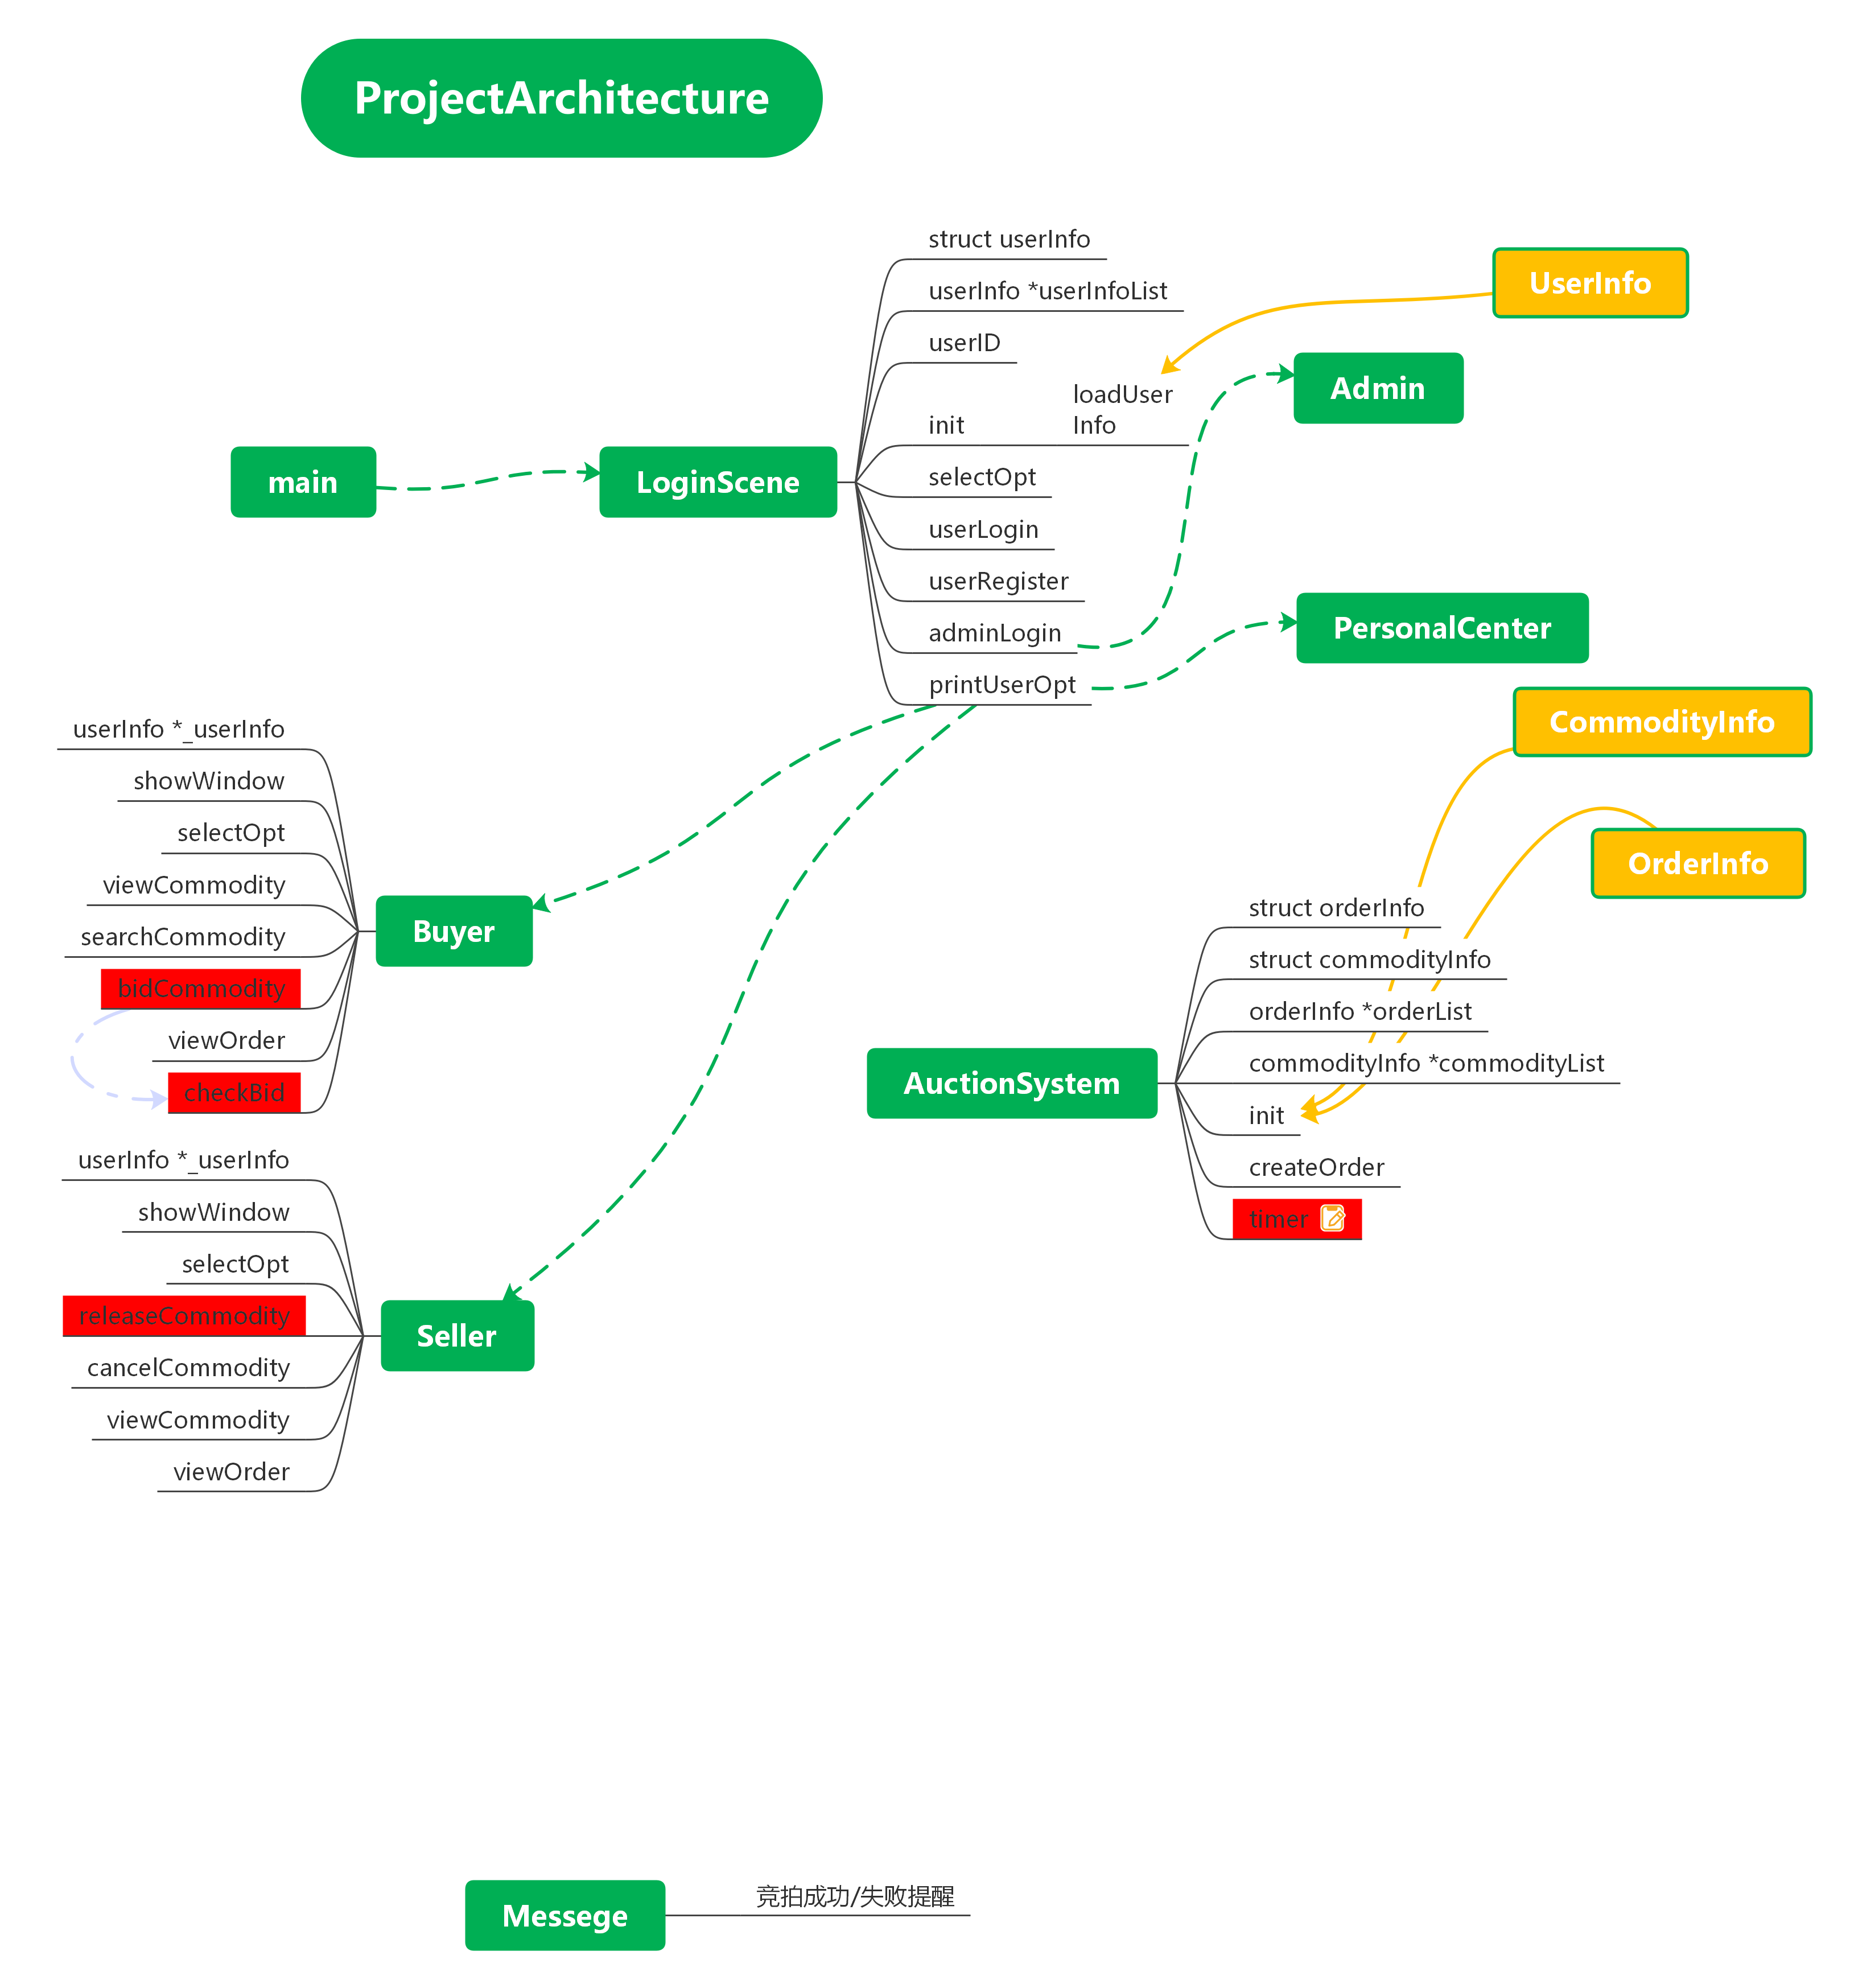 ProjectArchitecture
struct userInfo
userInfo *userInfoList
userID
init
loadUser
Info
selectOpt
userLogin
userRegister
adminLogin
printUserOpt
main
LoginScene
UserInfo
Admin
PersonalCenter
CommodityInfo
OrderInfo
userInfo *_userInfo
showWindow
selectOpt
viewCommodity
searchCommodity
bidCommodity
viewOrder
checkBid
Buyer
struct orderInfo
struct commodityInfo
orderInfo *orderList
commodityInfo *commodityList
init
createOrder
timer
AuctionSystem
userInfo *_userInfo
showWindow
selectOpt
releaseCommodity
cancelCommodity
viewCommodity
viewOrder
Seller
Messege
竞拍成功/失败提醒